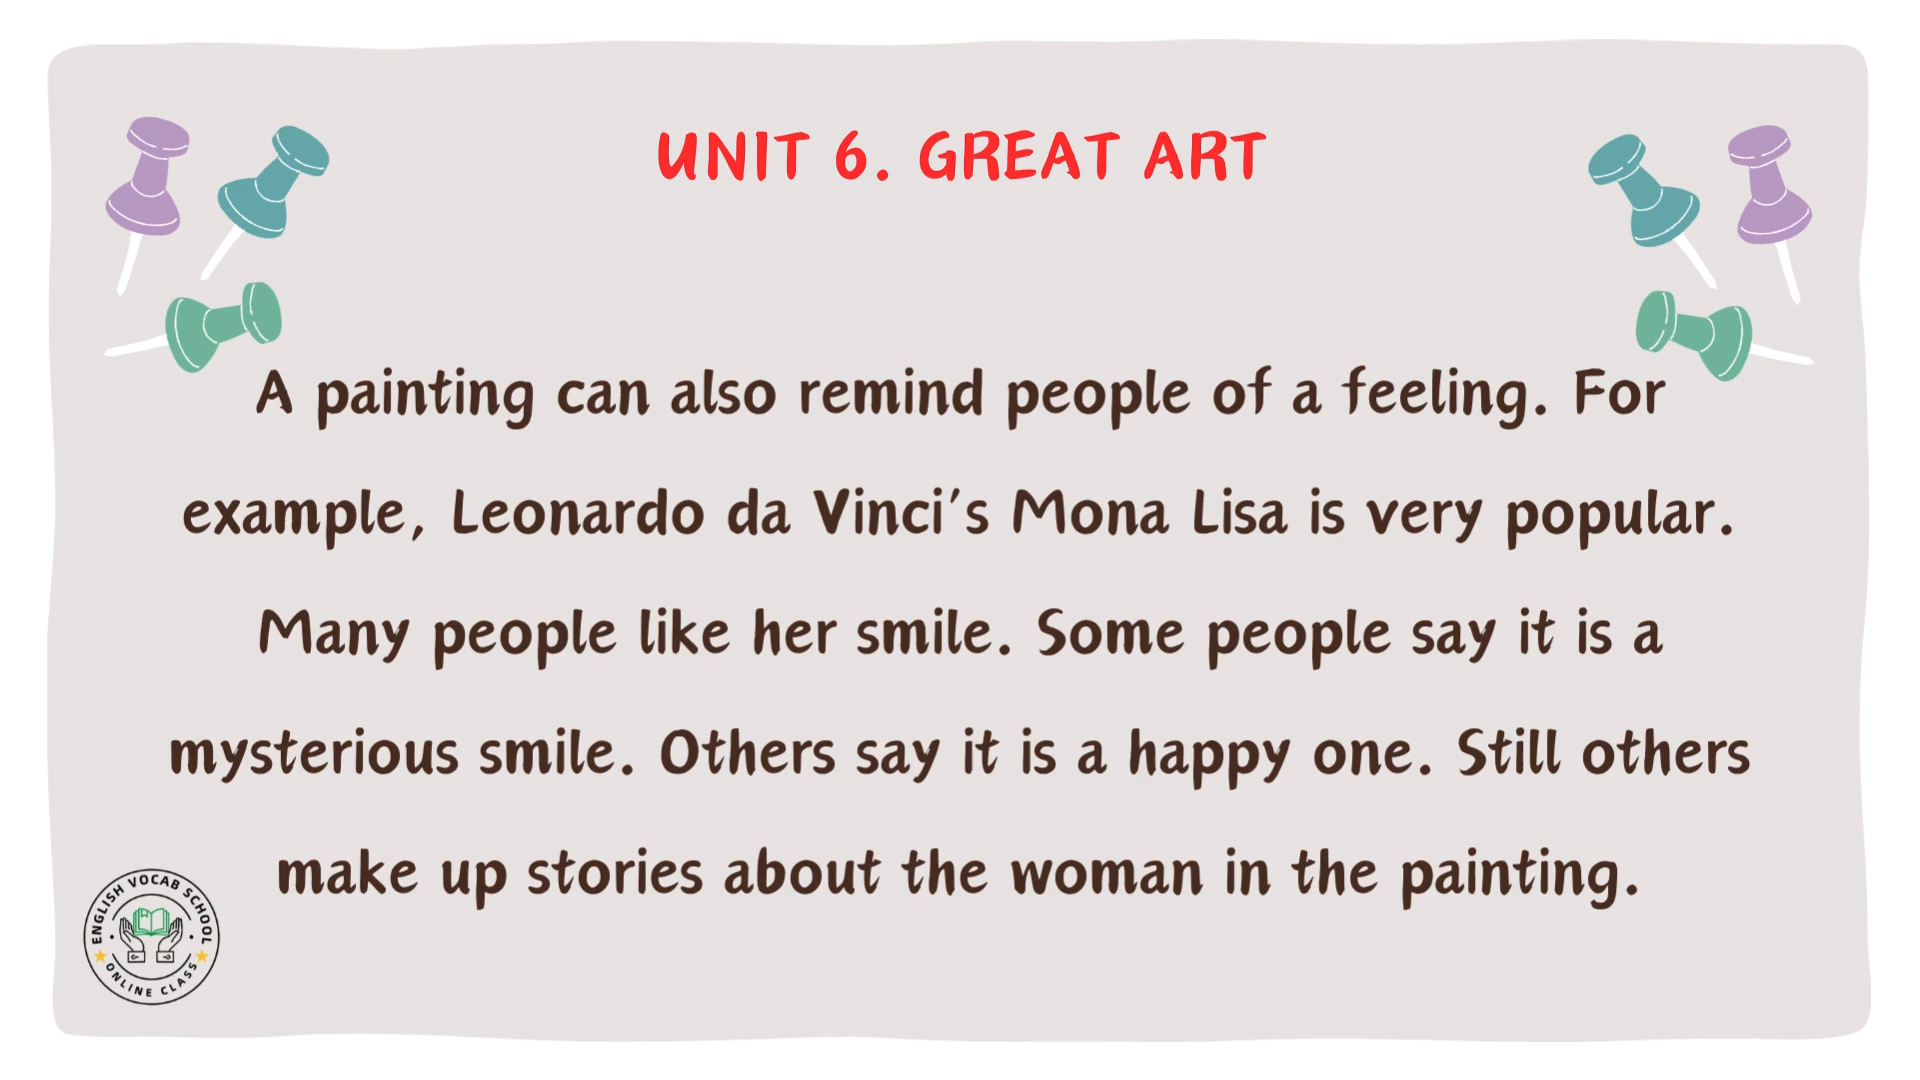 UNIT 6. GREAT ART
A painting can also remind people of a feeling. For
example, Leonardo da Vinci's Mona Lisa is very popular.
Many people like her smile. Some people say it is a
mysterious smile. Others say it is a happy one. Still others
make up stories about the woman in the painting.
ENGLISH VOCAB SCHOOL
ONLINE CLASS